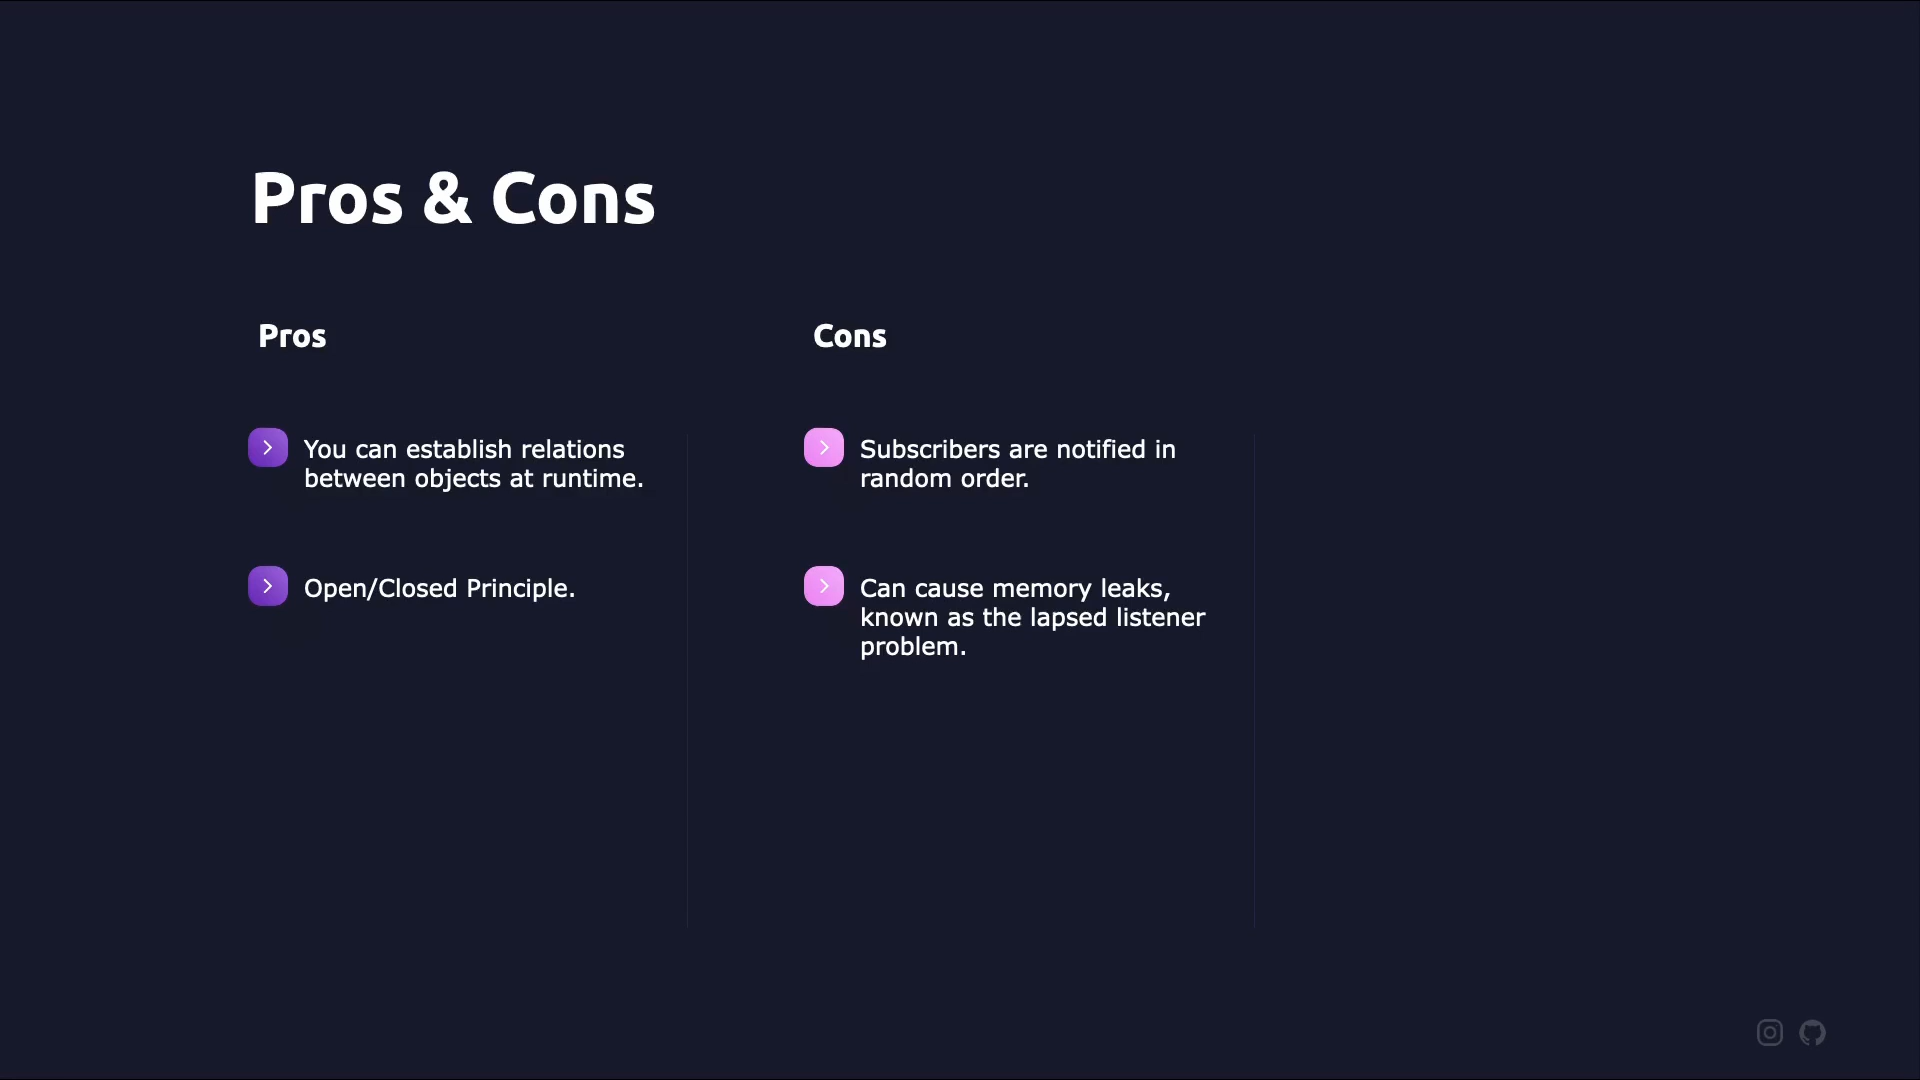 Pros & Cons
Pros
You can establish relations
between objects at runtime.
Open/Closed Principle.
Cons
Subscribers are notified in
random order.
Can cause memory leaks,
known as the lapsed listener
problem.